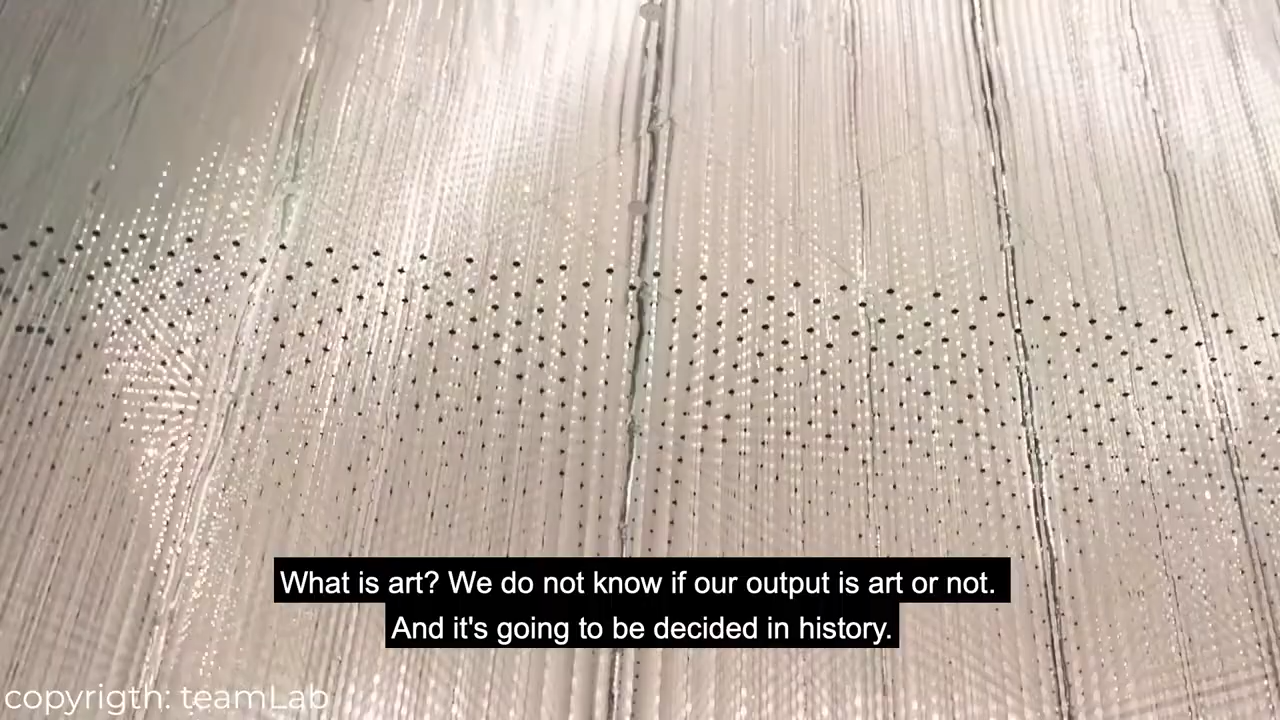 What is art? We do not know if our output is art or not.
And it's going to be decided in history.
copyrigth: teamLab